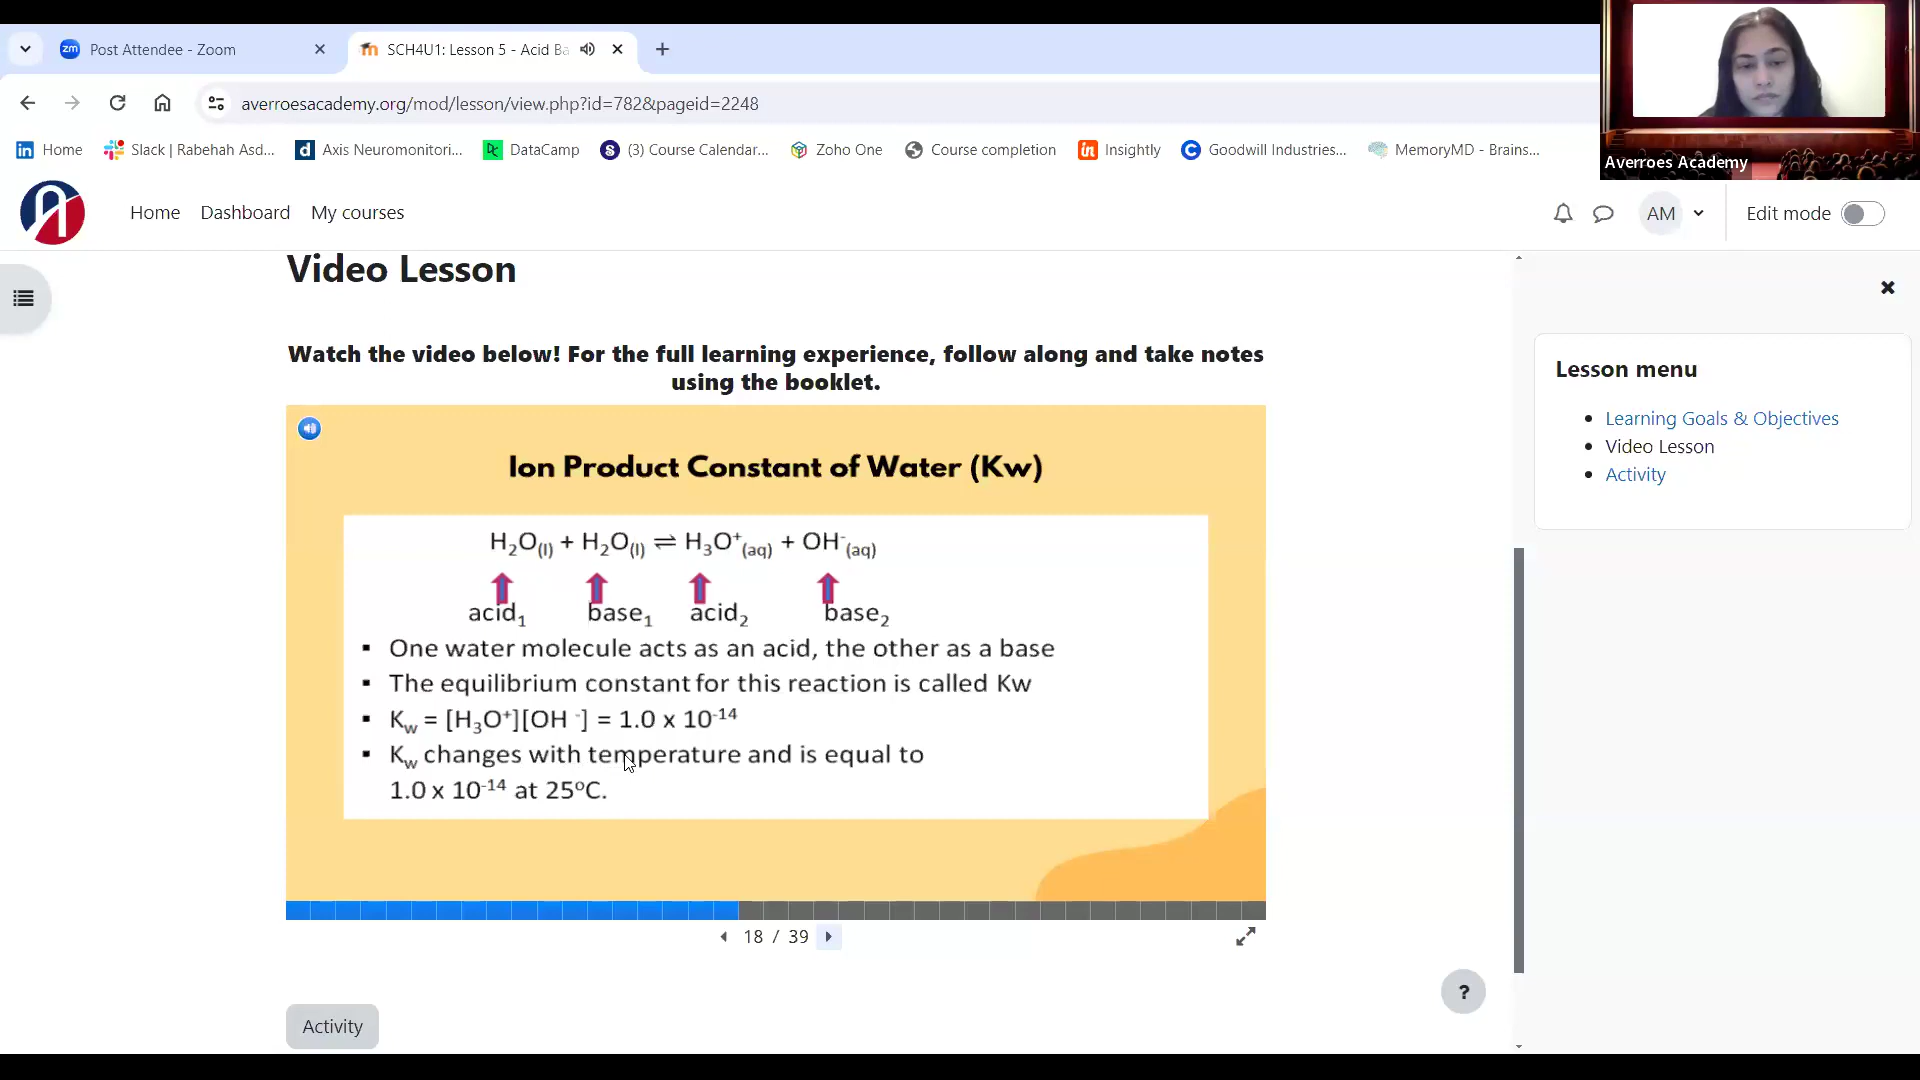 Post Attendee - Zoom
SCH4U1: Lesson 5 - Acid Ba
averroesacademy.org/mod/lesson/view.php?id=782&pageid=2248
Home
Slack | Rabehah Asd...
Axis Neuromonitori...
DataCamp
(3) Course Calendar...
Zoho One
Course completion
Insightly
Goodwill Industries...
MemoryMD - Brains...
Averroes Academy
Home
Dashboard
My courses
AM
Edit mode
Video Lesson
Watch the video below! For the full learning experience, follow along and take notes
using the booklet.
Ion Product Constant of Water (Kw)
H₂O(l) + H₂O(l) ⇌ H₃O⁺(aq) + OH⁻(aq)
acid₁ base₁ acid₂ base₂
▪ One water molecule acts as an acid, the other as a base
▪ The equilibrium constant for this reaction is called Kw
▪ Kw = [H₃O⁺][OH ⁻] = 1.0 x 10⁻¹⁴
▪ Kw changes with temperature and is equal to
1.0 x 10⁻¹⁴ at 25ºC.
18 / 39
Activity
Lesson menu
• Learning Goals & Objectives
• Video Lesson
• Activity
?